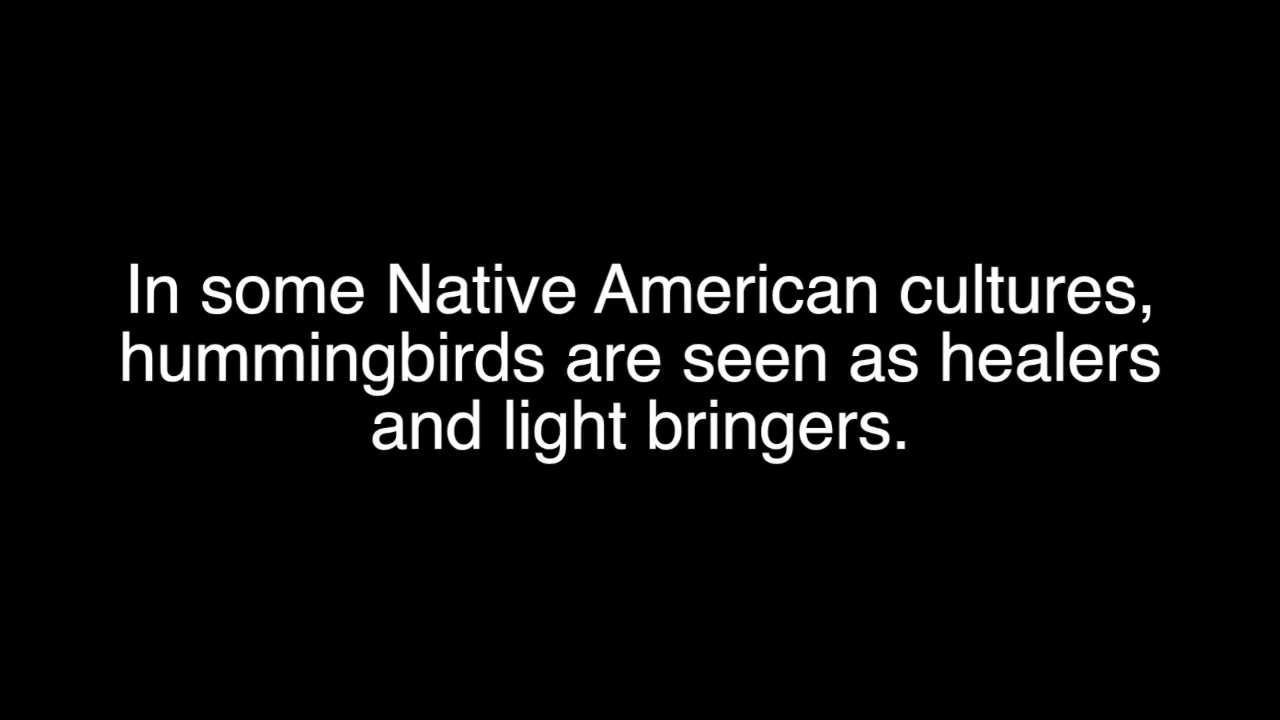 In some Native American cultures,
hummingbirds are seen as healers
and light bringers.